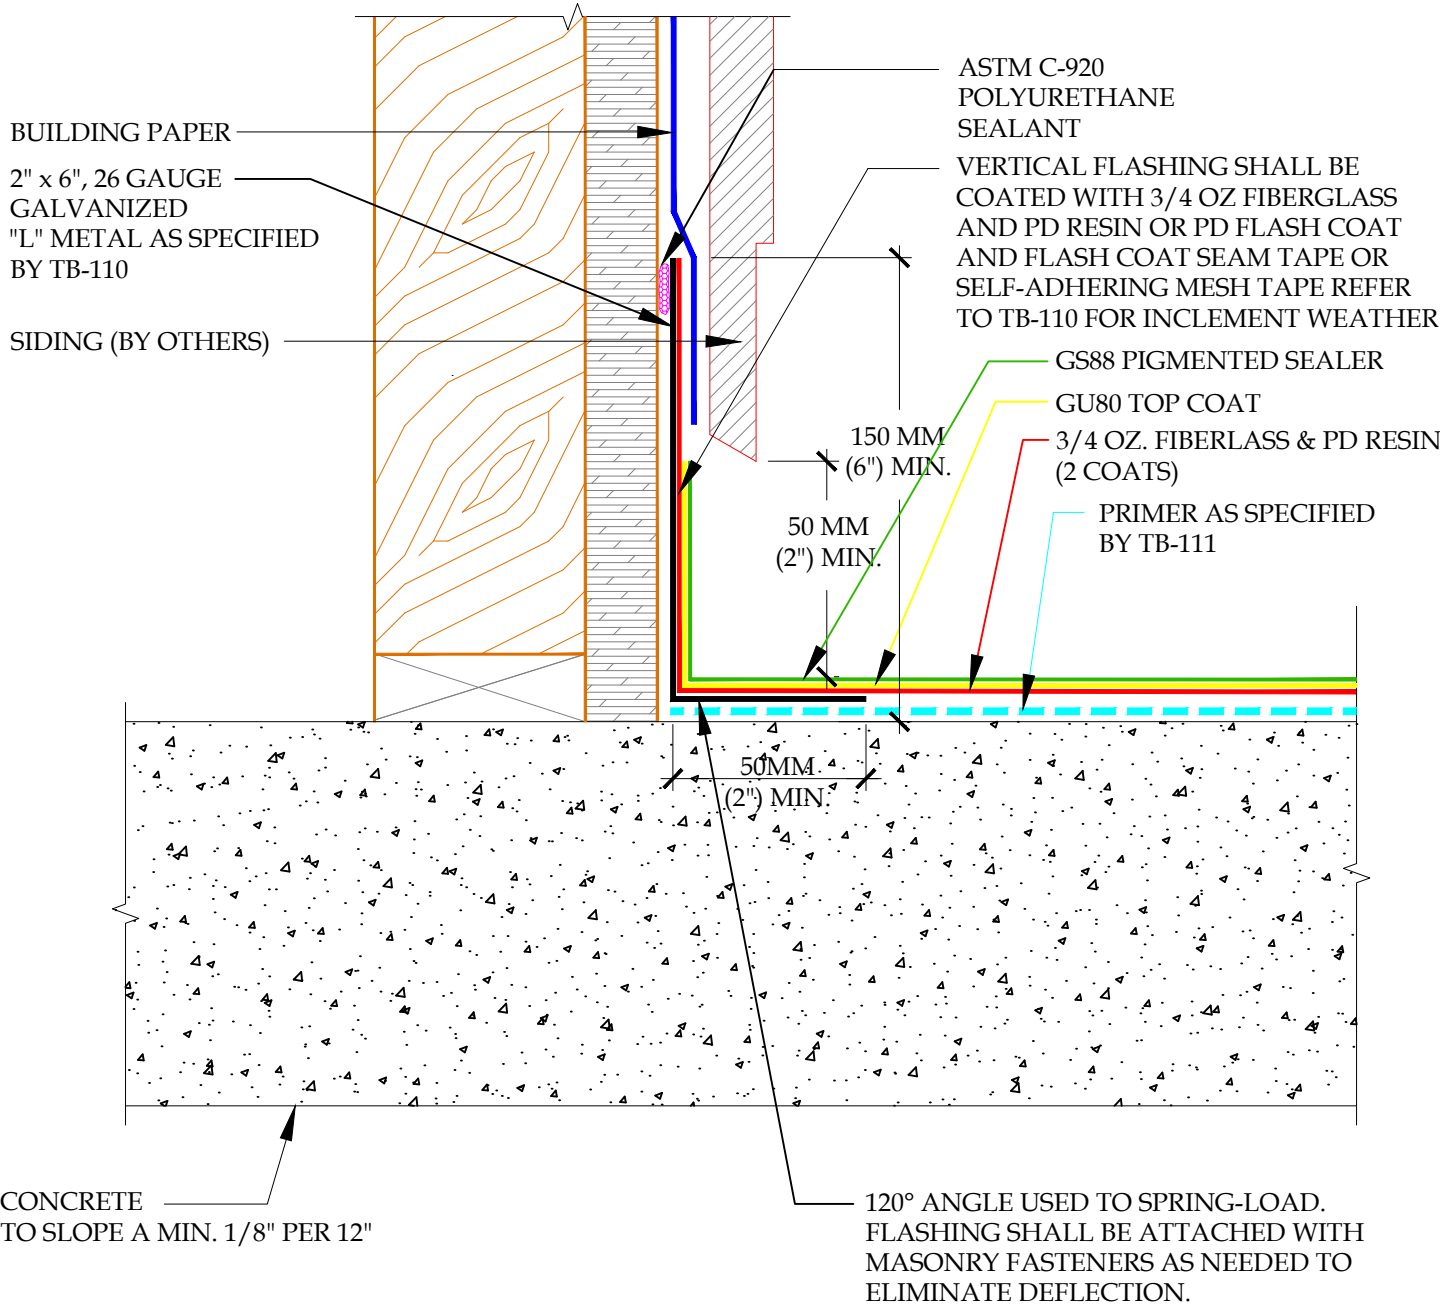 ASTM C-920
POLYURETHANE
SEALANT
BUILDING PAPER
2" x 6", 26 GAUGE
GALVANIZED
"L" METAL AS SPECIFIED
BY TB-110
SIDING (BY OTHERS)
VERTICAL FLASHING SHALL BE
COATED WITH 3/4 OZ FIBERGLASS
AND PD RESIN OR PD FLASH COAT
AND FLASH COAT SEAM TAPE OR
SELF-ADHERING MESH TAPE REFER
TO TB-110 FOR INCLEMENT WEATHER
GS88 PIGMENTED SEALER
GU80 TOP COAT
3/4 OZ. FIBERLASS & PD RESIN
(2 COATS)
PRIMER AS SPECIFIED
BY TB-111
150 MM
(6") MIN.
50 MM
(2") MIN.
50MM
(2") MIN.
CONCRETE
TO SLOPE A MIN. 1/8" PER 12"
120° ANGLE USED TO SPRING-LOAD.
FLASHING SHALL BE ATTACHED WITH
MASONRY FASTENERS AS NEEDED TO
ELIMINATE DEFLECTION.